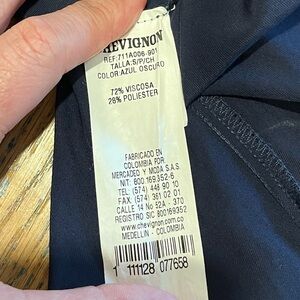 CHEVIGNON
REF:711A006-901
TALLA:S/P/CH
COLOR:AZUL OSCURO
72% VISCOSA
28% POLIESTER
FABRICADO EN
COLOMBIA POR
MERCADEO Y MODA S.A.S.
NIT: 800.169.352-6
TEL: (574) 448 90 10
FAX: (574) 361 02 01
CALLE 14 No 52A - 370
REGISTRO SIC 800169352
www.chevignon.com.co
MEDELLIN - COLOMBIA
1 111128 077658